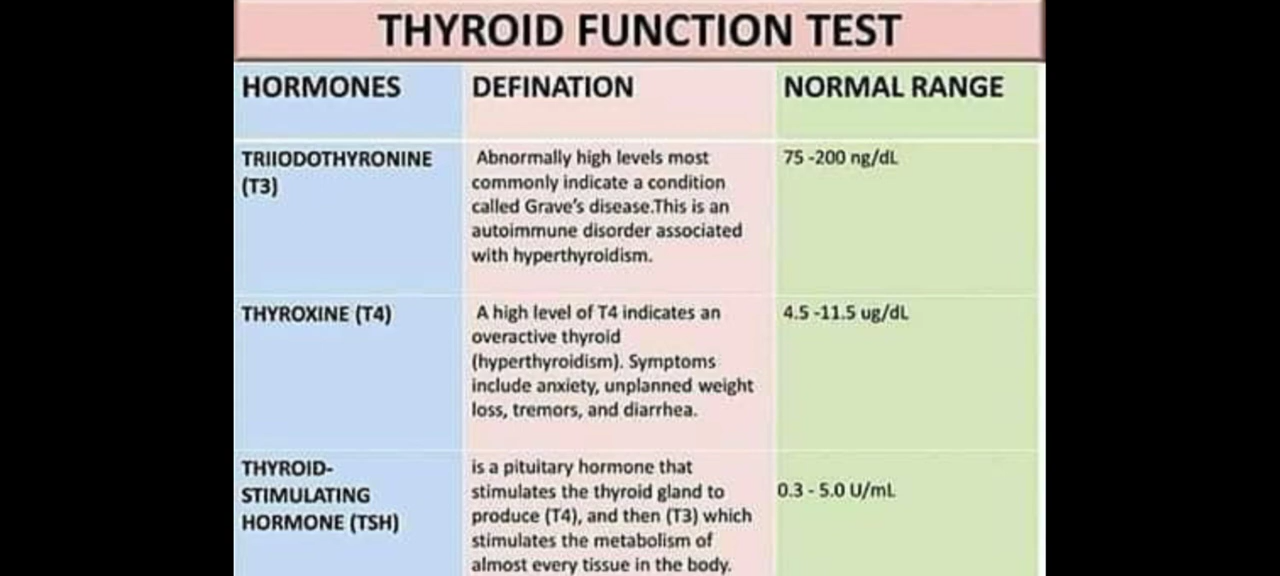 THYROID FUNCTION TEST
HORMONES
DEFINATION
NORMAL RANGE
TRIIODOTHYRONINE
(T3)
Abnormally high levels most
commonly indicate a condition
called Grave's disease.This is an
autoimmune disorder associated
with hyperthyroidism.
75 -200 ng/dL
THYROXINE (T4)
A high level of T4 indicates an
overactive thyroid
(hyperthyroidism). Symptoms
include anxiety, unplanned weight
loss, tremors, and diarrhea.
4.5 -11.5 ug/dL
THYROID-
STIMULATING
HORMONE (TSH)
is a pituitary hormone that
stimulates the thyroid gland to
produce (T4), and then (T3) which
stimulates the metabolism of
almost every tissue in the body.
0.3 - 5.0 U/mL